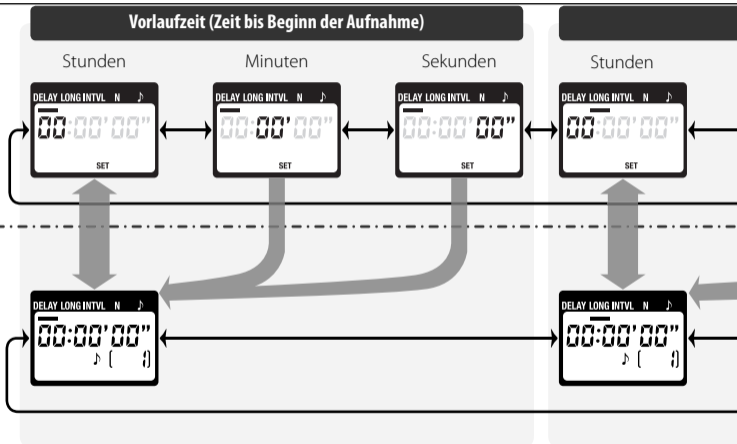 Vorlaufzeit (Zeit bis Beginn der Aufnahme)
Stunden Minuten Sekunden Stunden
DELAY LONG INTVL N ♪ DELAY LONG INTVL N ♪ DELAY LONG INTVL N ♪ DELAY LONG INTVL N ♪
00:00'00" 00:00'00" 00:00'00" 00:00'00"
SET SET SET SET
DELAY LONG INTVL N ♪ DELAY LONG INTVL N ♪
00:00'00" 00:00'00"
♪ [ 1] ♪ [ 1]